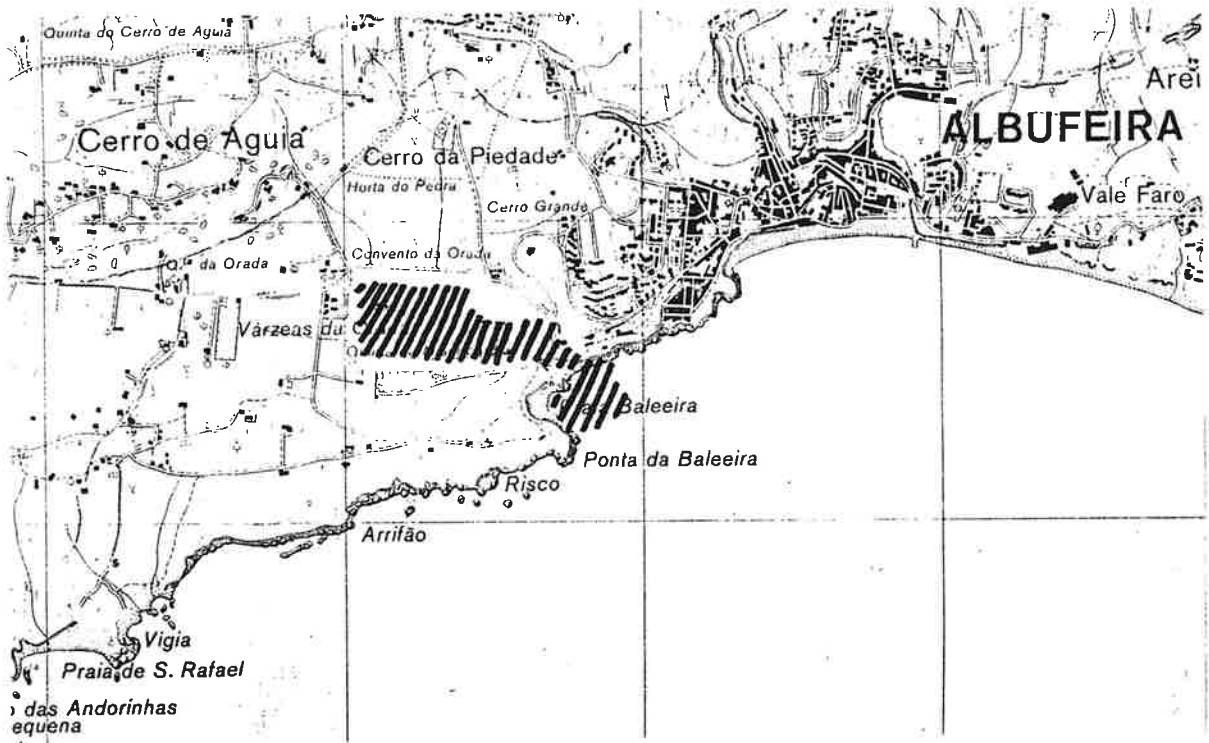 Quinta do Cerro de Aguia
Arei
ALBUFEIRA
Cerro de Aguia
Cerro da Piedade
Horta do Pedra
Cerro Grande
Vale Faro
Convento da Orada
Qta da Orada
Várzeas da
Baleeira
Ponta da Baleeira
Risco
Arrifão
Vigia
Praia de S. Rafael
das Andorinhas
equena